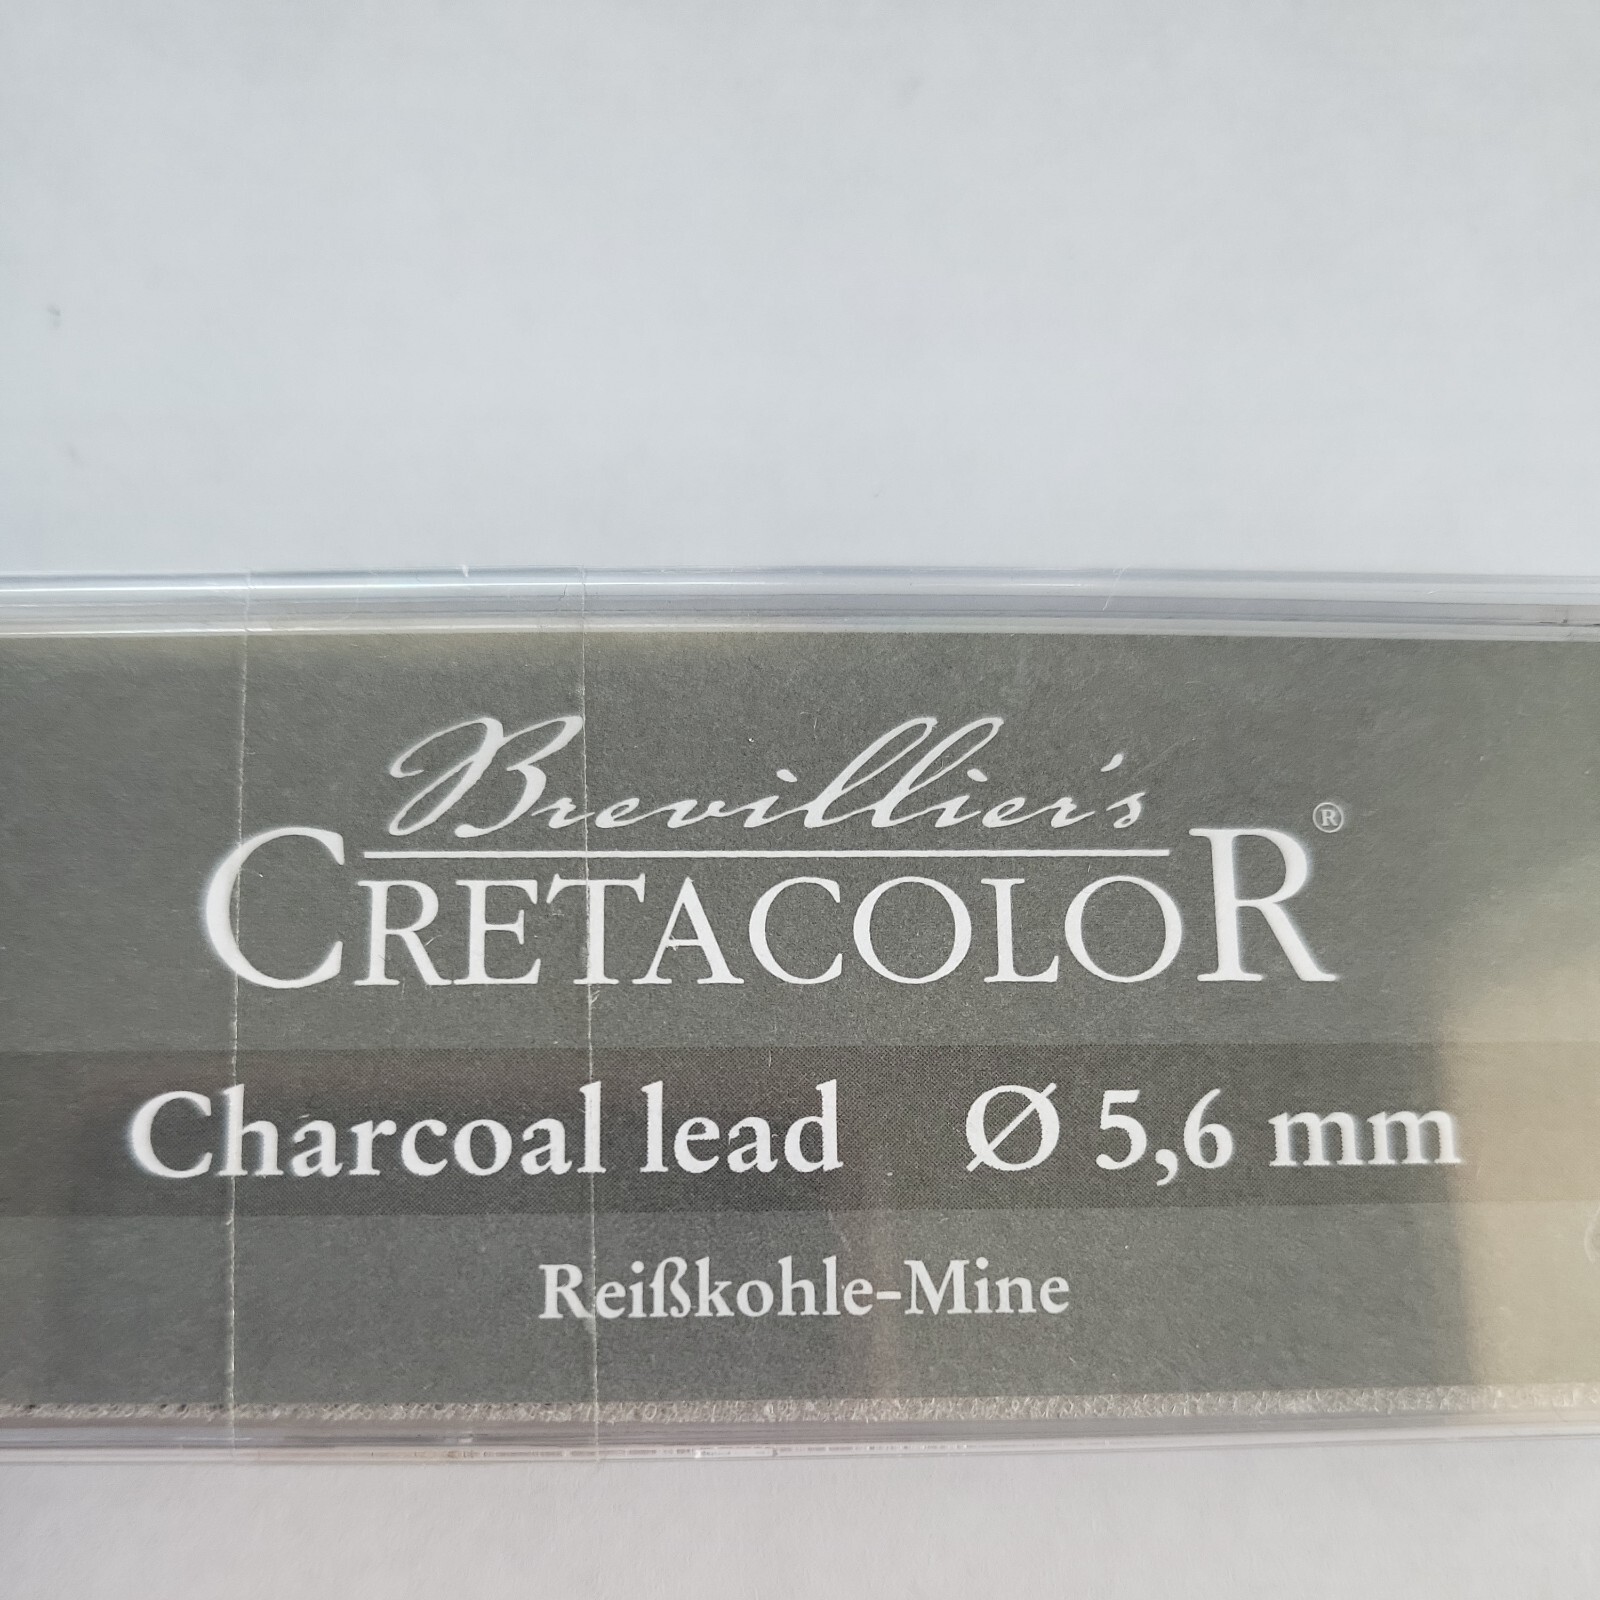 Brevillier's
CRETACOLOR®
Charcoal lead Ø 5,6 mm
Reißkohle-Mine